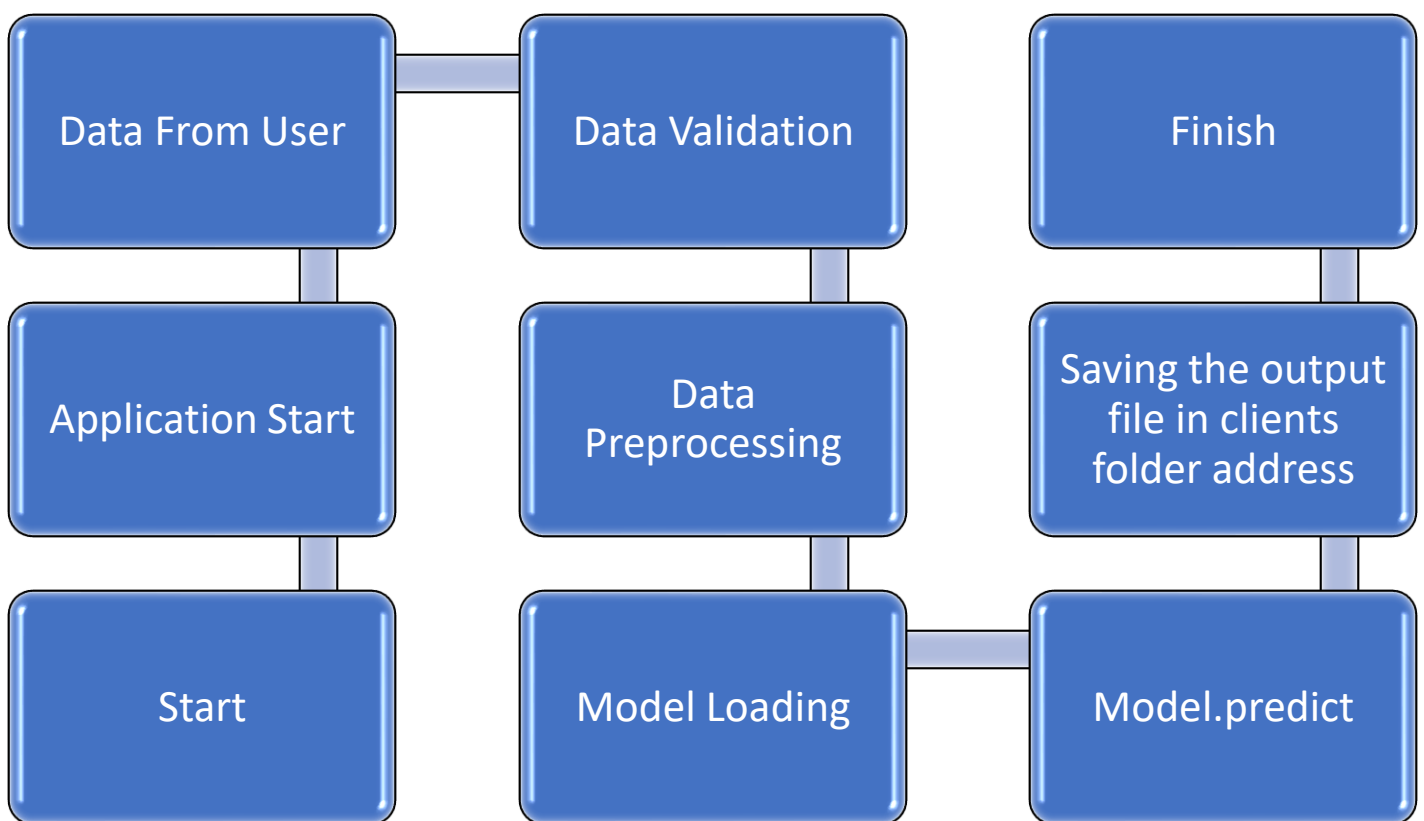 Data From User
Data Validation
Finish
Application Start
Data
Preprocessing
Saving the output
file in clients
folder address
Start
Model Loading
Model.predict